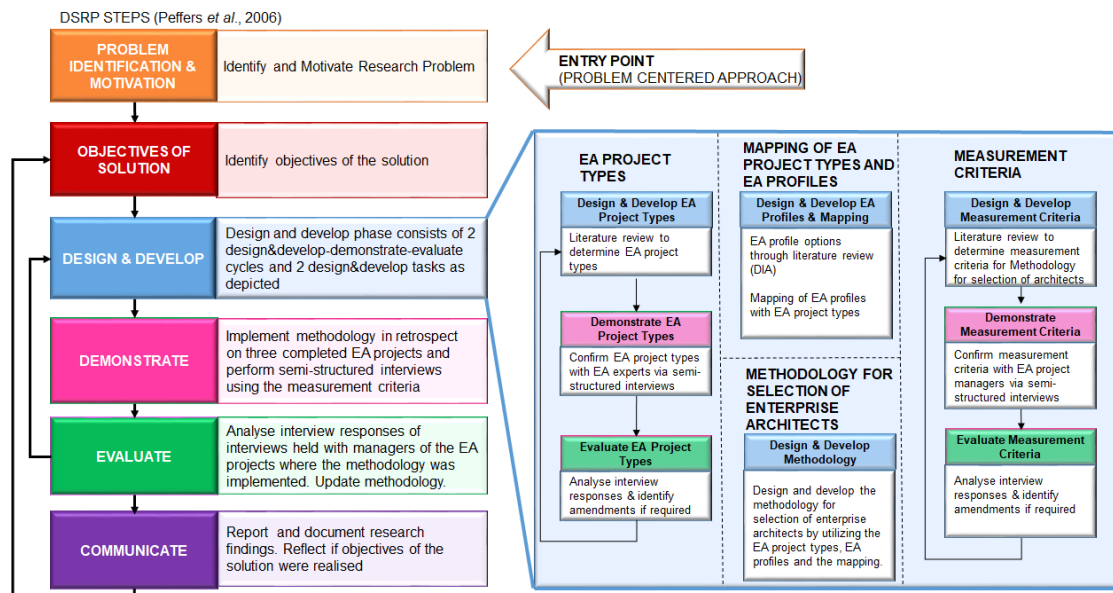 DSRP STEPS (Peffers et al., 2006)
PROBLEM
IDENTIFICATION &
MOTIVATION
Identify and Motivate Research Problem
ENTRY POINT
(PROBLEM CENTERED APPROACH)
OBJECTIVES OF
SOLUTION
Identify objectives of the solution
DESIGN & DEVELOP
Design and develop phase consists of 2
design&develop-demonstrate-evaluate
cycles and 2 design&develop tasks as
depicted
DEMONSTRATE
Implement methodology in retrospect
on three completed EA projects and
perform semi-structured interviews
using the measurement criteria
EVALUATE
Analyse interview responses of
interviews held with managers of the EA
projects where the methodology was
implemented. Update methodology.
COMMUNICATE
Report and document research
findings. Reflect if objectives of the
solution were realised
EA PROJECT
TYPES
Design & Develop EA
Project Types
Literature review to
determine EA project
types
Demonstrate EA
Project Types
Confirm EA project types
with EA experts via semi-
structured interviews
Evaluate EA Project
Types
Analyse interview
responses & identify
amendments if required
MAPPING OF EA
PROJECT TYPES AND
EA PROFILES
Design & Develop EA
Profiles & Mapping
EA profile options
through literature review
(DIA)
Mapping of EA profiles
with EA project types
METHODOLOGY FOR
SELECTION OF
ENTERPRISE
ARCHITECTS
Design & Develop
Methodology
Design and develop the
methodology for
selection of enterprise
architects by utilizing the
EA project types, EA
profiles and the mapping.
MEASUREMENT
CRITERIA
Design & Develop
Measurement Criteria
Literature review to
determine measurement
criteria for Methodology
for selection of architects
Demonstrate
Measurement Criteria
Confirm measurement
criteria with EA project
managers via semi-
structured interviews
Evaluate Measurement
Criteria
Analyse interview
responses & identify
amendments if required